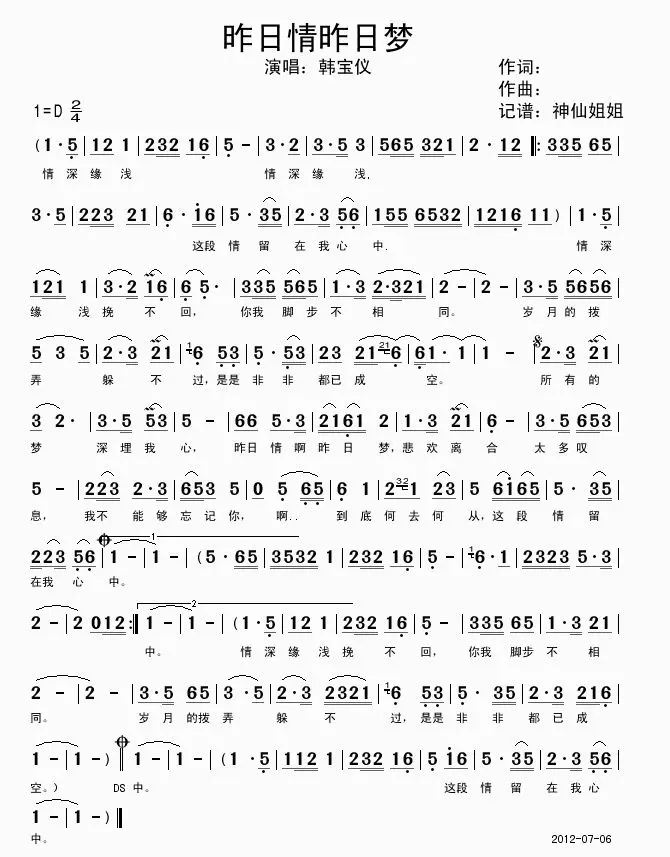 昨日情昨日梦
演唱：韩宝仪
作词：
作曲：
1=D 2/4
记谱：神仙姐姐
(1·5|12 1|232 16|5 -|3·2|3·5 3|565 321|2·12‖:335 65|
情深缘浅 情深缘浅,
3·5|223 21|6·16|5·35|2·3 56|155 6532|1216 11)|1·5|
这段情留在我心中. 情深
121 1|3·2 16|6 5·|335 565|1·3 2·321|2 -|2 -|3·5 5656|
缘浅挽不回, 你我脚步不相同。 岁月的拨
5 3 5|2·3 21|1 6 53|5·53|23 21 21 6|61·1|1 -|2·3 21|
弄躲不过,是是非非都已成空。 所有的
3 2·|3·5 53|5 -|66 5·3|2161 2|1·3 21|6 -|3·5 653|
梦深埋我心, 昨日情啊昨日梦,悲欢离合太多叹
5 -|223 2·3|653 5|0 5 65|6 1|2 32 1 23|5 6165|5·35|
息, 我不能够忘记你, 啊.. 到底何去何从,这段情留
1
223 56|1 -|1 -|(5·65|3532 1|232 16|5 -|1 6·1|2323 5·3|
在我心中。
2
2 -|2 012:‖1 -|1 -|(1·5|12 1|232 16|5 -|335 65|1·3 21|
中。 情深缘浅挽不回, 你我脚步不相
2 -|2 -|3·5 65|35 5|2·3 2321|1 6 53|5·35|23 216|
同。 岁月的拨弄躲不过,是是非非都已成
1 -|1 -)‖1 -|1 -|(1·5|112 1|232 16|5·16|5·35|2·3 56|
空。) DS 中。 这段情留在我心
1 -|1 -)‖
中。
2012-07-06